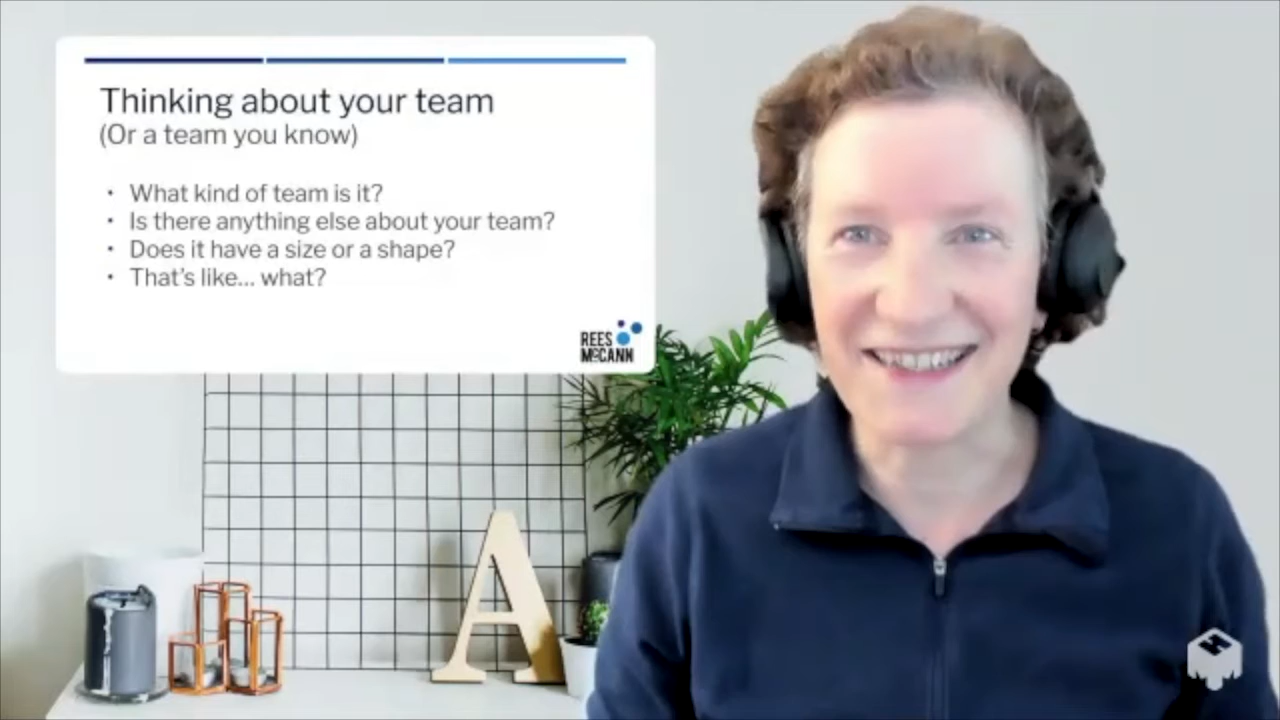 Thinking about your team
(Or a team you know)
• What kind of team is it?
• Is there anything else about your team?
• Does it have a size or a shape?
• That's like... what?
REES
McCANN
A